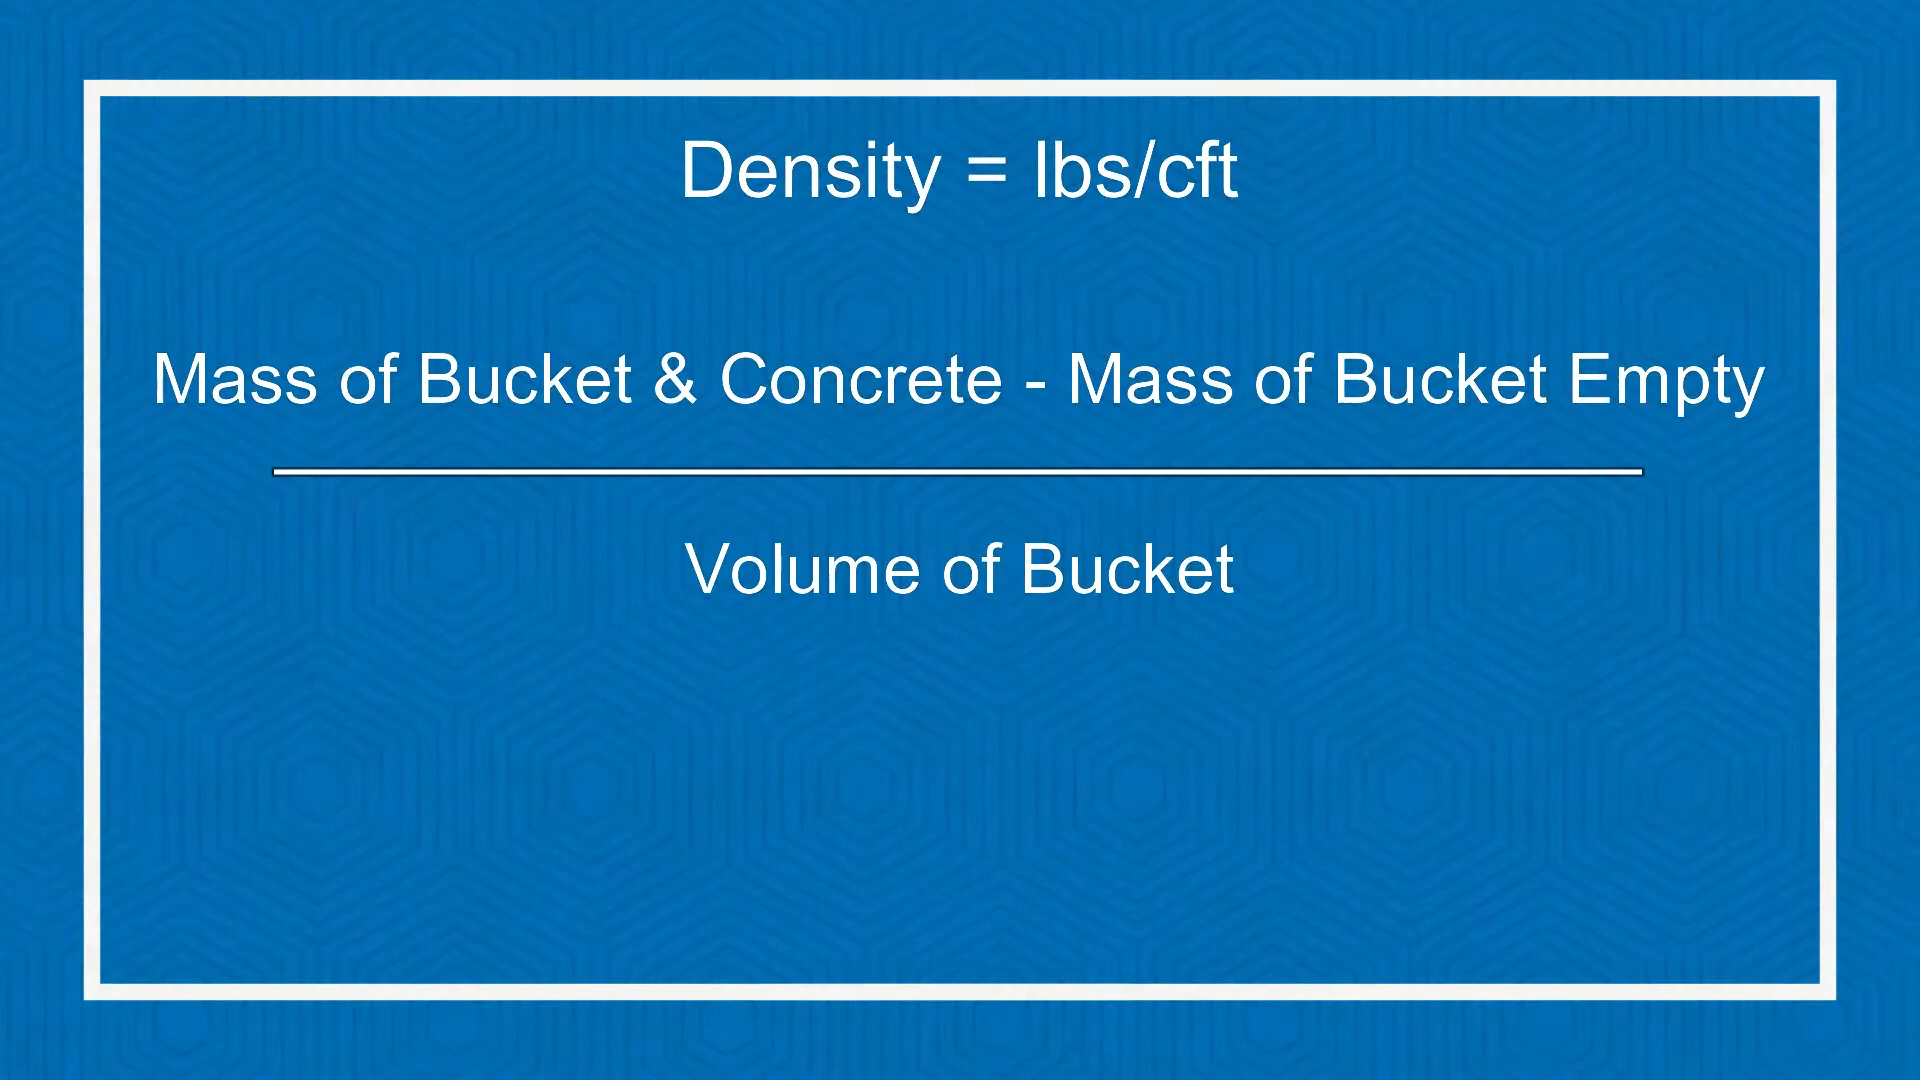 Density = lbs/cft
Mass of Bucket & Concrete - Mass of Bucket Empty
Volume of Bucket